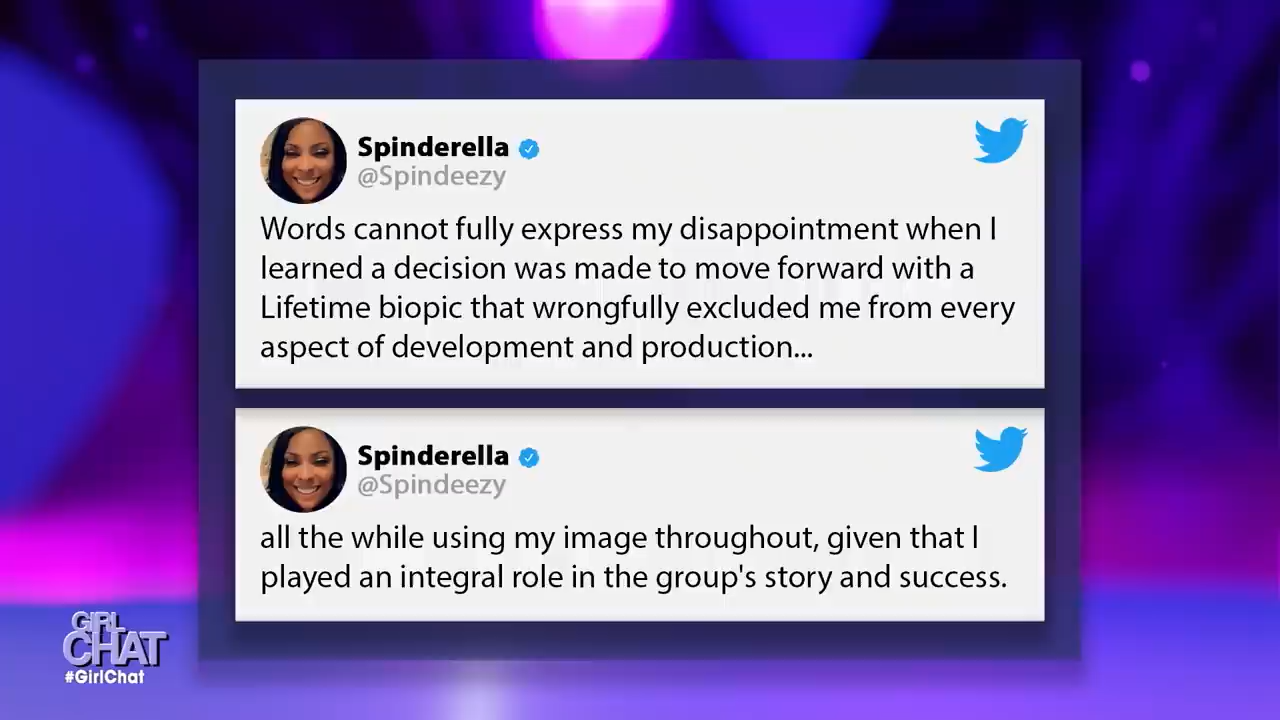 Spinderella
@Spindeezy
Words cannot fully express my disappointment when I
learned a decision was made to move forward with a
Lifetime biopic that wrongfully excluded me from every
aspect of development and production...
Spinderella
@Spindeezy
all the while using my image throughout, given that I
played an integral role in the group's story and success.
GIRL
CHAT
#GirlChat